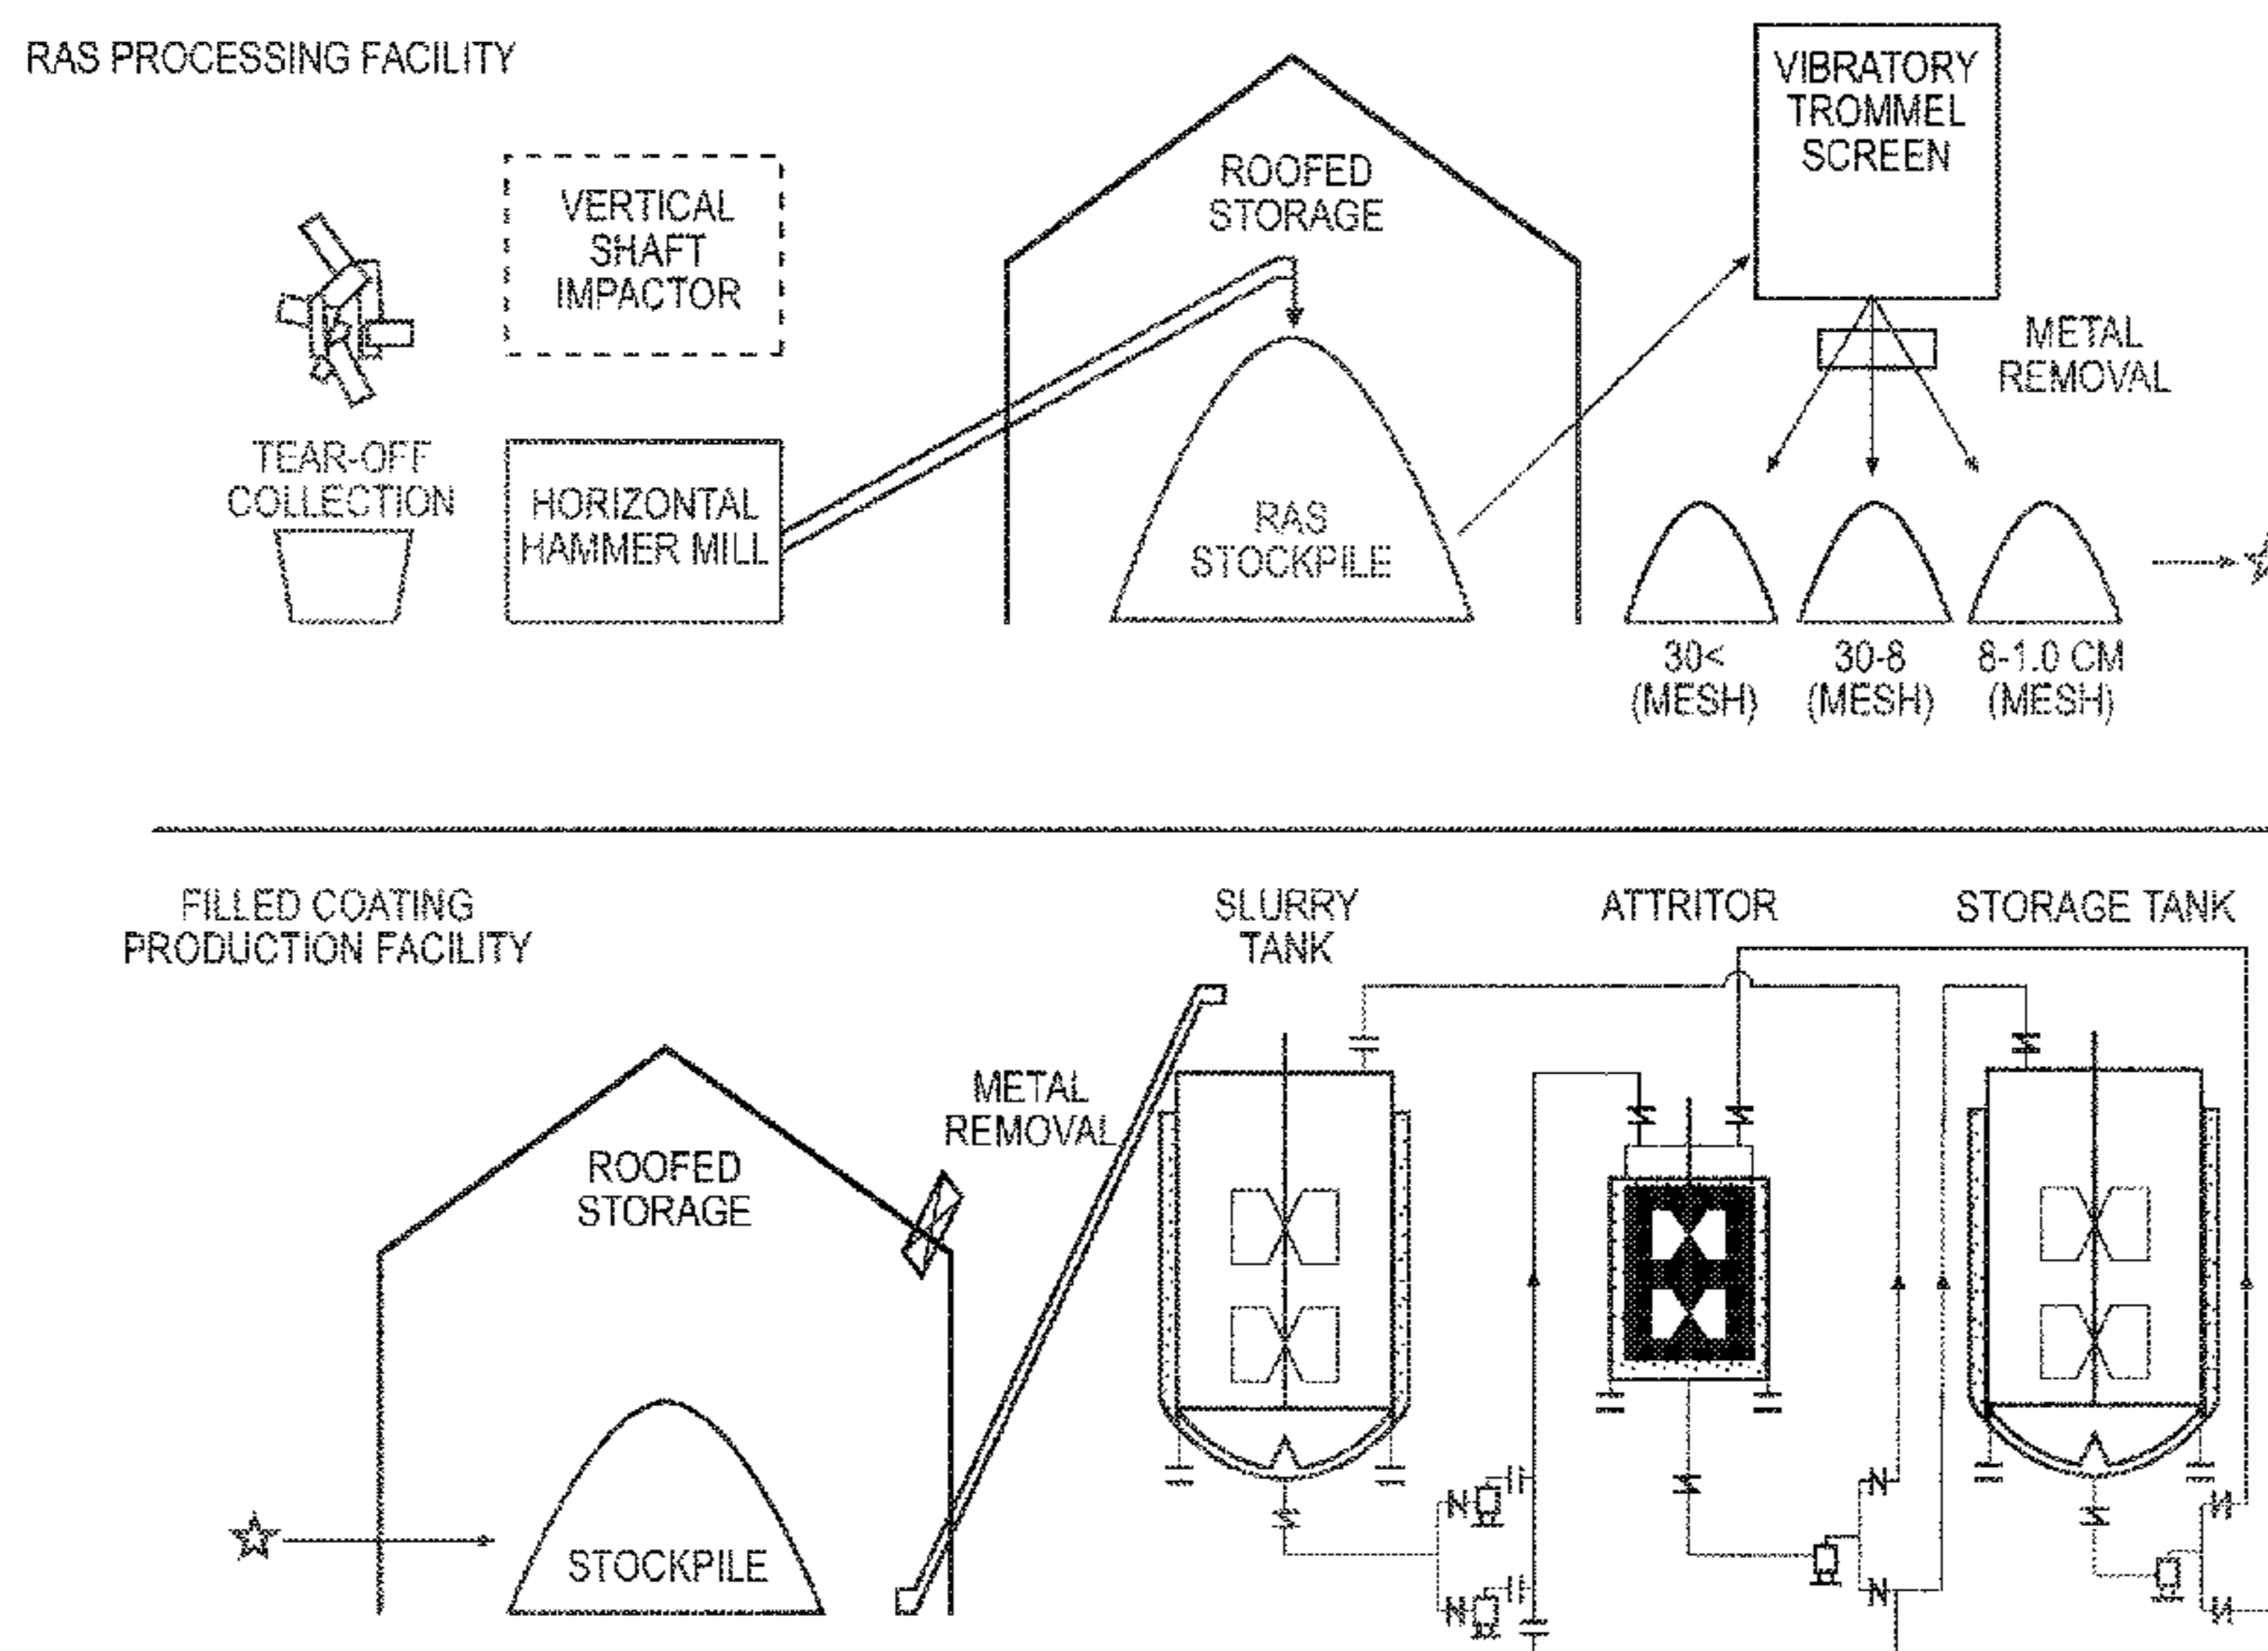 RAS PROCESSING FACILITY
VERTICAL
SHAFT
IMPACTOR
TEAR-OFF
COLLECTION
HORIZONTAL
HAMMER MILL
ROOFED
STORAGE
RAS
STOCKPILE
VIBRATORY
TROMMEL
SCREEN
METAL
REMOVAL
30<
(MESH)
30-8
(MESH)
8-1.0 CM
(MESH)
FILLED COATING
PRODUCTION FACILITY
ROOFED
STORAGE
STOCKPILE
METAL
REMOVAL
SLURRY
TANK
ATTRITOR
STORAGE TANK